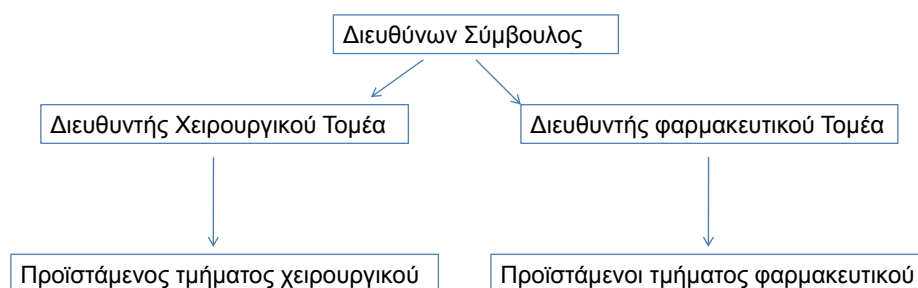 Διευθύνων Σύμβουλος
Διευθυντής Χειρουργικού Τομέα
Διευθυντής φαρμακευτικού Τομέα
Προϊστάμενος τμήματος χειρουργικού
Προϊστάμενοι τμήματος φαρμακευτικού